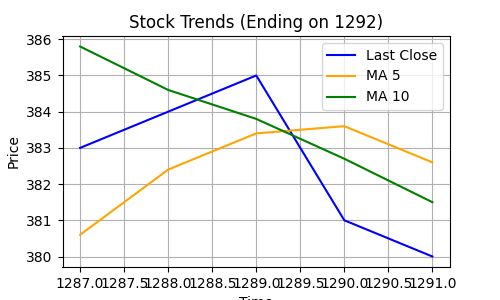 Stock Trends (Ending on 1292)
Last Close
MA 5
MA 10
Price
386
385
384
383
382
381
380
1287.0 1287.5 1288.0 1288.5 1289.0 1289.5 1290.0 1290.5 1291.0
Time